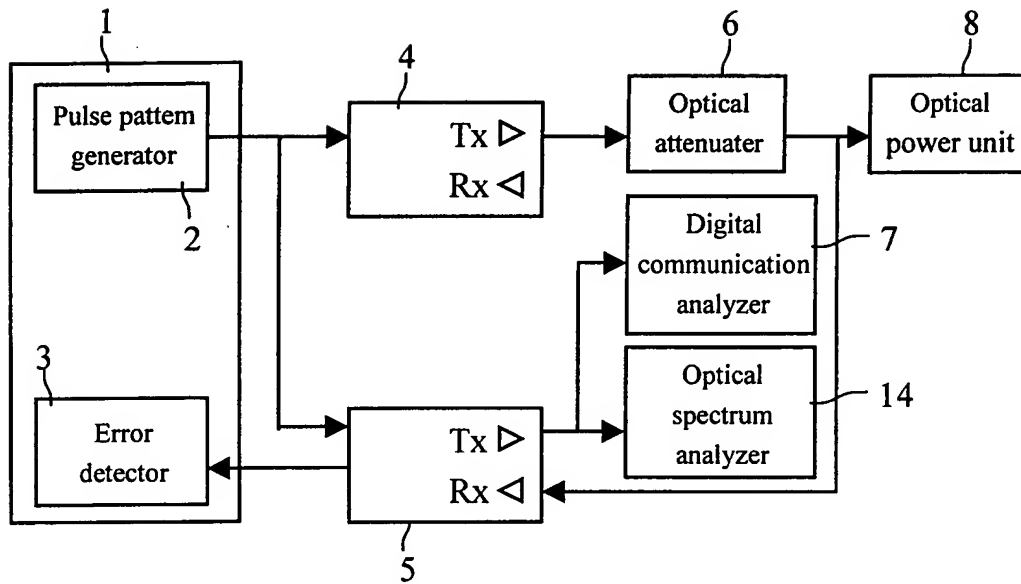 1
Pulse pattem
generator
2
3
Error
detector
4
Tx
Rx
5
Tx
Rx
6
Optical
attenuater
8
Optical
power unit
7
Digital
communication
analyzer
14
Optical
spectrum
analyzer